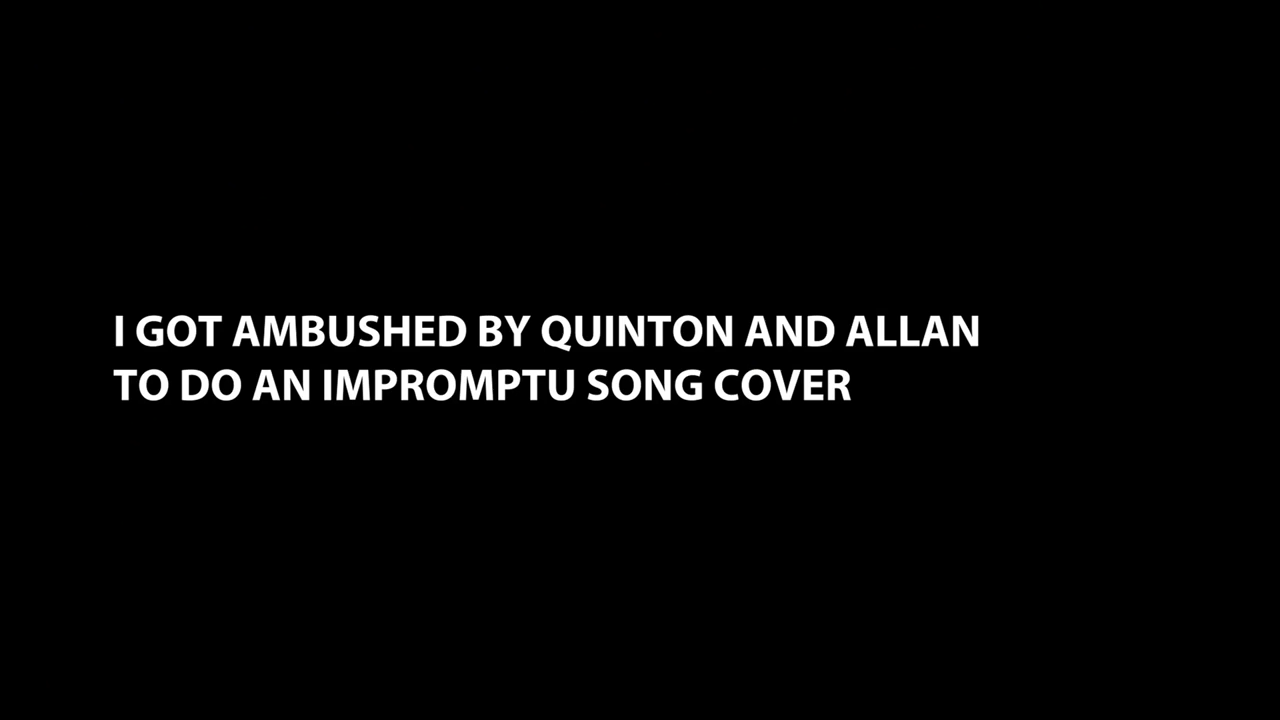 I GOT AMBUSHED BY QUINTON AND ALLAN
TO DO AN IMPROMPTU SONG COVER